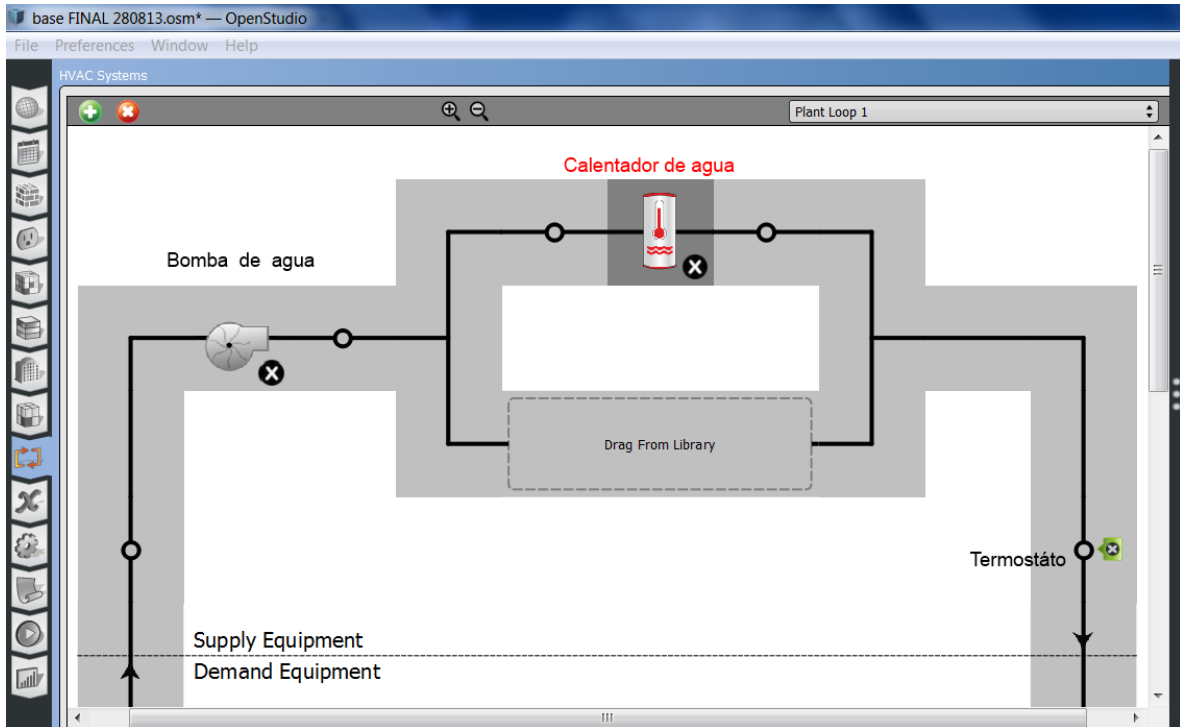 base FINAL 280813.osm* — OpenStudio
File Preferences Window Help
HVAC Systems
Plant Loop 1
Calentador de agua
Bomba de agua
Drag From Library
Termostáto
Supply Equipment
Demand Equipment